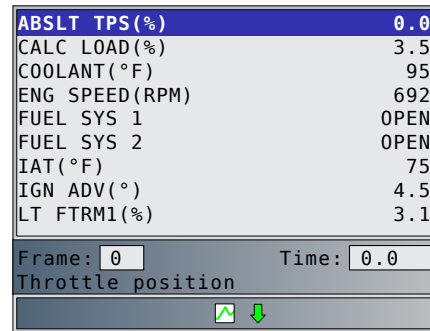 ABSLT TPS(%) 0.0
CALC LOAD(%) 3.5
COOLANT(°F) 95
ENG SPEED(RPM) 692
FUEL SYS 1 OPEN
FUEL SYS 2 OPEN
IAT(°F) 75
IGN ADV(°) 4.5
LT FTRM1(%) 3.1
Frame: 0 Time: 0.0
Throttle position